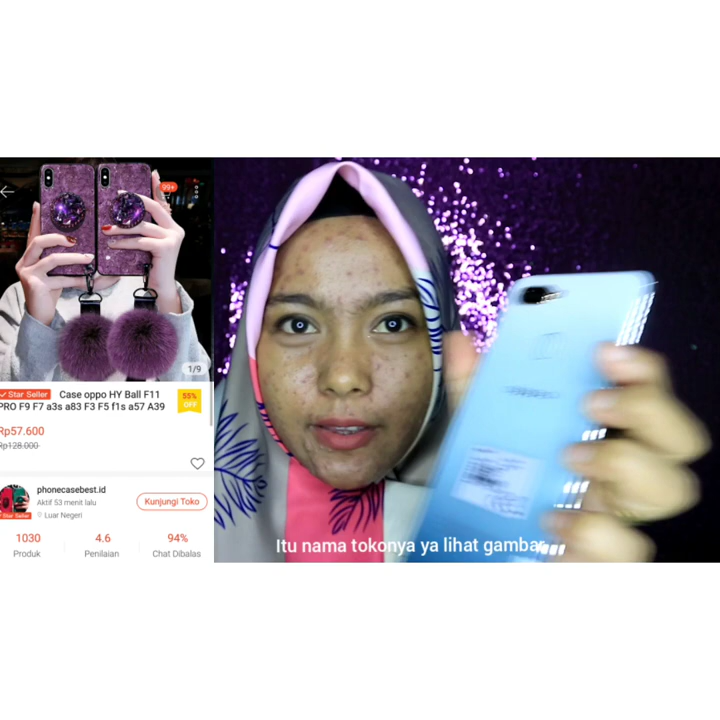 99+
1/9
Star Seller Case oppo HY Ball F11
PRO F9 F7 a3s a83 F3 F5 f1s a57 A39
55%
OFF
Rp57.600
Rp128.000
phonecasebest.id
Aktif 53 menit lalu
Luar Negeri
Star Seller
Kunjungi Toko
1030
Produk
4.6
Penilaian
94%
Chat Dibalas
Itu nama tokonya ya lihat gambar